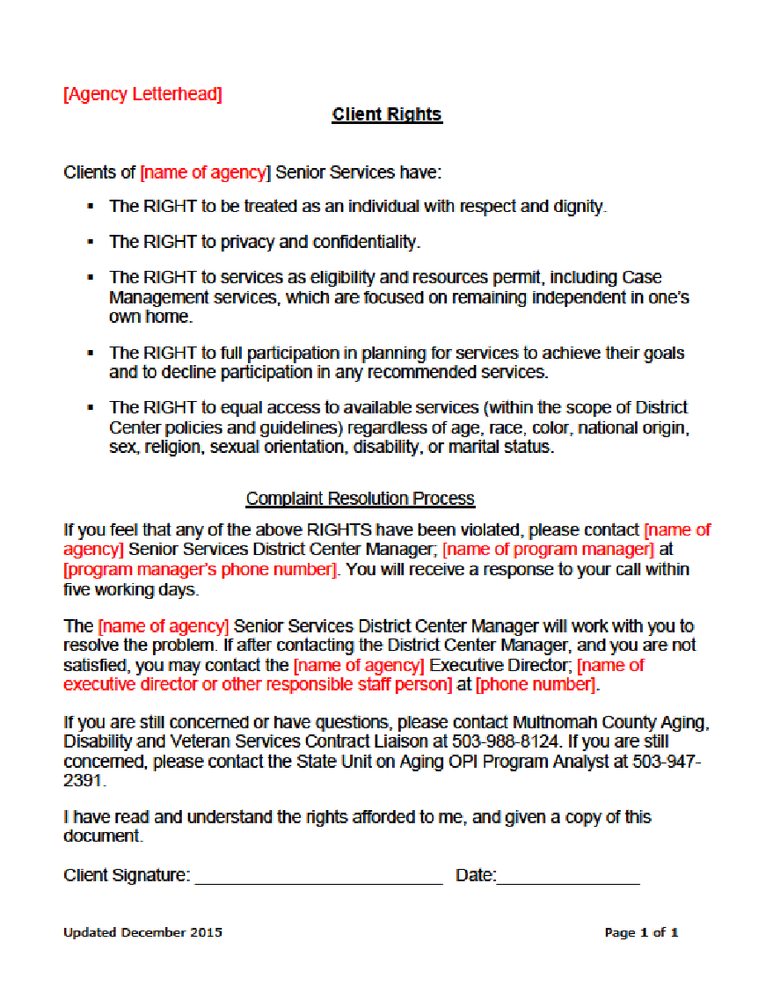 [Agency Letterhead]
Client Rights
Clients of [name of agency] Senior Services have:
▪ The RIGHT to be treated as an individual with respect and dignity.
▪ The RIGHT to privacy and confidentiality.
▪ The RIGHT to services as eligibility and resources permit, including Case
Management services, which are focused on remaining independent in one's
own home.
▪ The RIGHT to full participation in planning for services to achieve their goals
and to decline participation in any recommended services.
▪ The RIGHT to equal access to available services (within the scope of District
Center policies and guidelines) regardless of age, race, color, national origin,
sex, religion, sexual orientation, disability, or marital status.
Complaint Resolution Process
If you feel that any of the above RIGHTS have been violated, please contact [name of
agency] Senior Services District Center Manager; [name of program manager] at
[program manager's phone number]. You will receive a response to your call within
five working days.
The [name of agency] Senior Services District Center Manager will work with you to
resolve the problem. If after contacting the District Center Manager, and you are not
satisfied, you may contact the [name of agency] Executive Director; [name of
executive director or other responsible staff person] at [phone number].
If you are still concerned or have questions, please contact Multnomah County Aging,
Disability and Veteran Services Contract Liaison at 503-988-8124. If you are still
concerned, please contact the State Unit on Aging OPI Program Analyst at 503-947-
2391.
I have read and understand the rights afforded to me, and given a copy of this
document.
Client Signature: __________________________ Date:_______________
Updated December 2015 Page 1 of 1